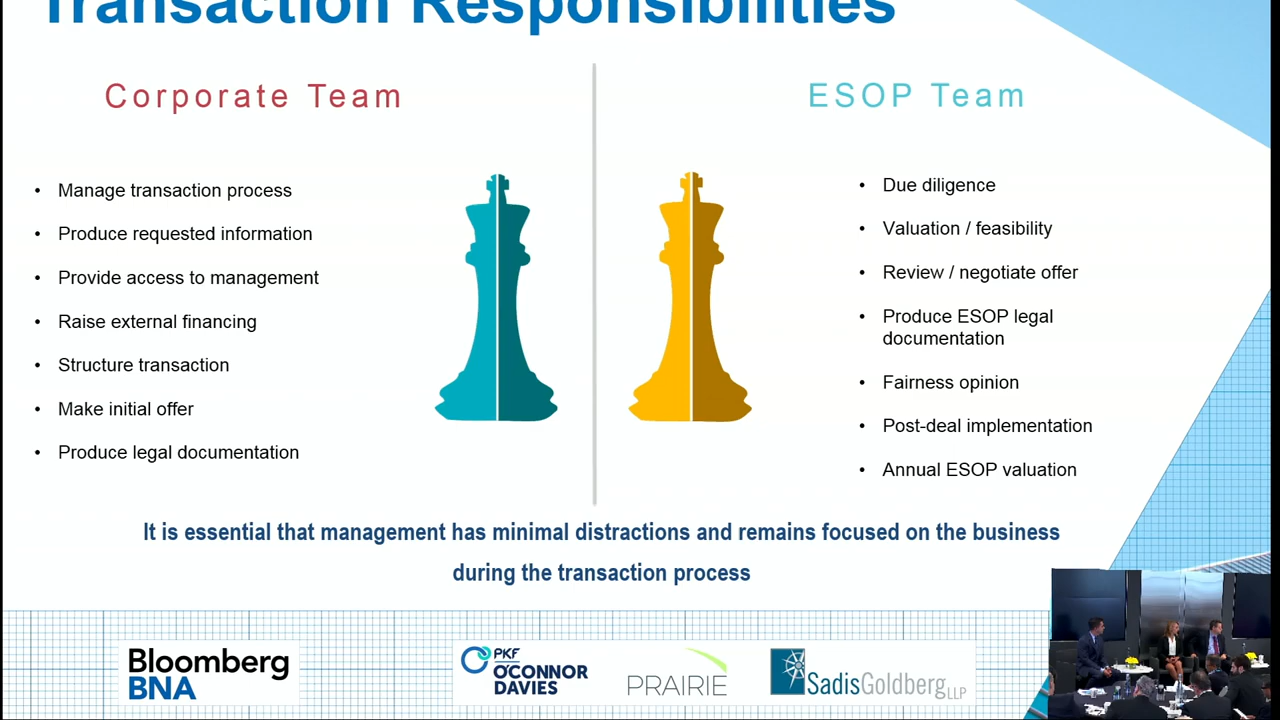 Transaction Responsibilities
Corporate Team
• Manage transaction process
• Produce requested information
• Provide access to management
• Raise external financing
• Structure transaction
• Make initial offer
• Produce legal documentation
ESOP Team
• Due diligence
• Valuation / feasibility
• Review / negotiate offer
• Produce ESOP legal
documentation
• Fairness opinion
• Post-deal implementation
• Annual ESOP valuation
It is essential that management has minimal distractions and remains focused on the business
during the transaction process
Bloomberg
BNA
PKF
O'CONNOR
DAVIES
PRAIRIE
SadisGoldberg LLP